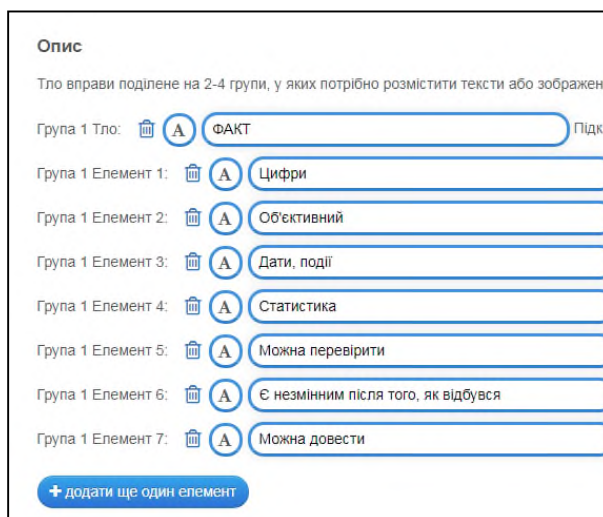 Опис
Тло вправи поділене на 2-4 групи, у яких потрібно розмістити тексти або зображен
Група 1 Тло: A ФАКТ Підк
Група 1 Елемент 1: A Цифри
Група 1 Елемент 2: A Об'єктивний
Група 1 Елемент 3: A Дати, події
Група 1 Елемент 4: A Статистика
Група 1 Елемент 5: A Можна перевірити
Група 1 Елемент 6: A Є незмінним після того, як відбувся
Група 1 Елемент 7: A Можна довести
+ додати ще один елемент